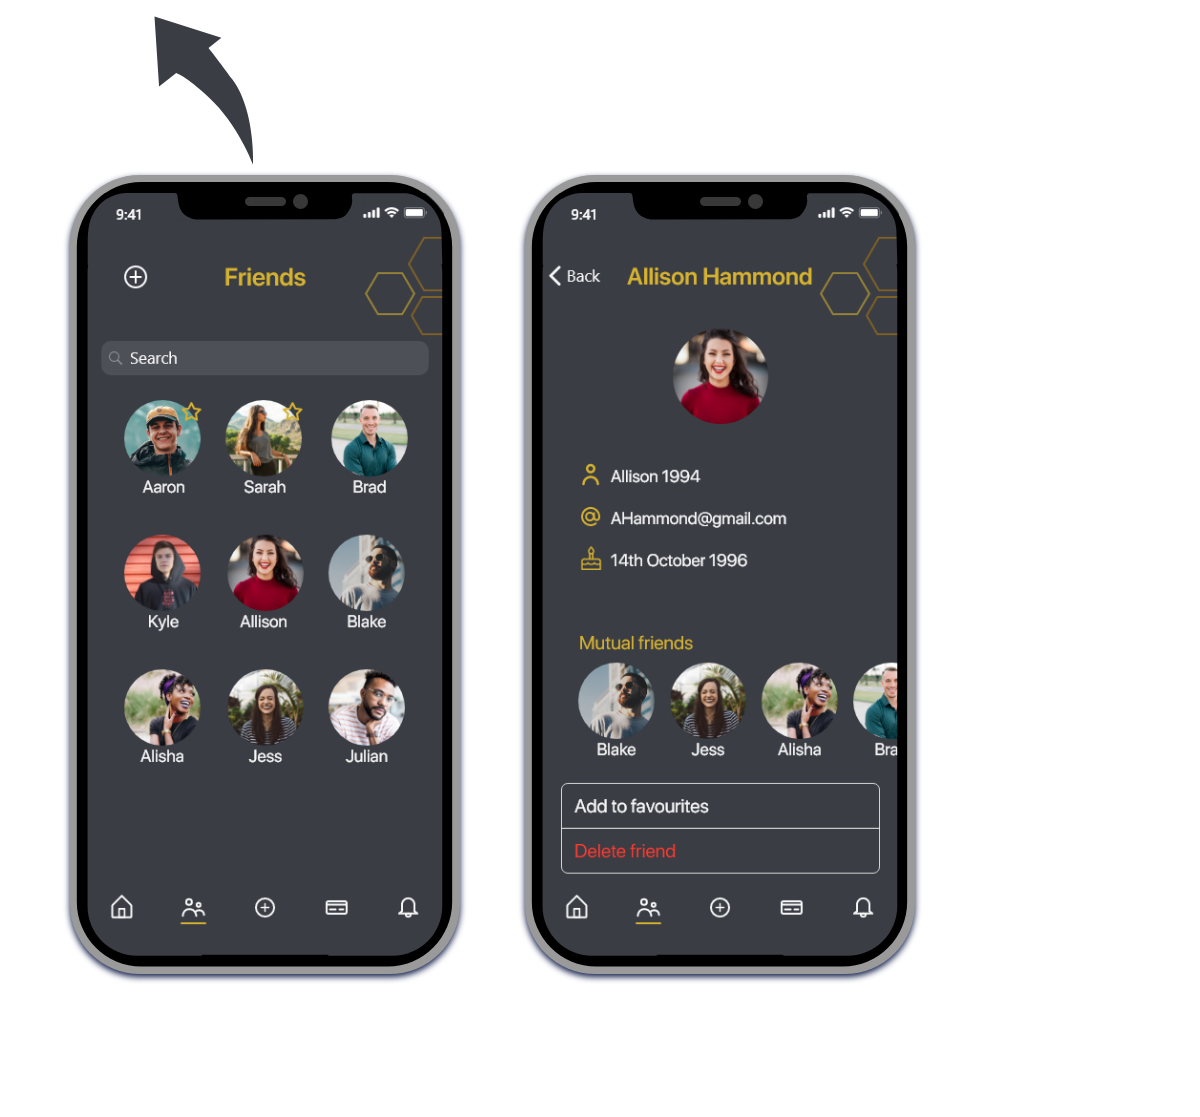 9:41
Friends
Search
Aaron
Sarah
Brad
Kyle
Allison
Blake
Alisha
Jess
Julian
9:41
Back
Allison Hammond
Allison 1994
AHammond@gmail.com
14th October 1996
Mutual friends
Blake
Jess
Alisha
Bra
Add to favourites
Delete friend